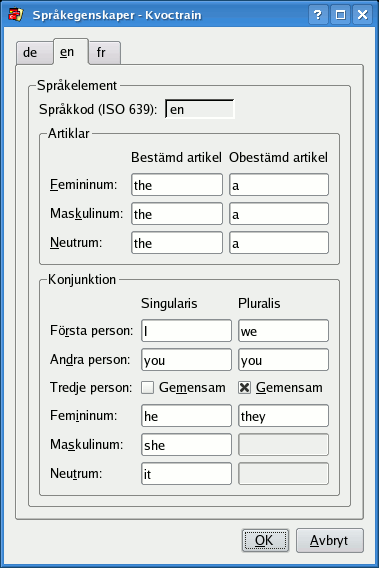 Språkegenskaper - Kvoctrain
de en fr
Språkelement
Språkkod (ISO 639): en
Artiklar
Bestämd artikel Obestämd artikel
Femininum: the a
Maskulinum: the a
Neutrum: the a
Konjunktion
Singularis Pluralis
Första person: I we
Andra person: you you
Tredje person: Gemensam Gemensam
Femininum: he they
Maskulinum: she
Neutrum: it
OK Avbryt